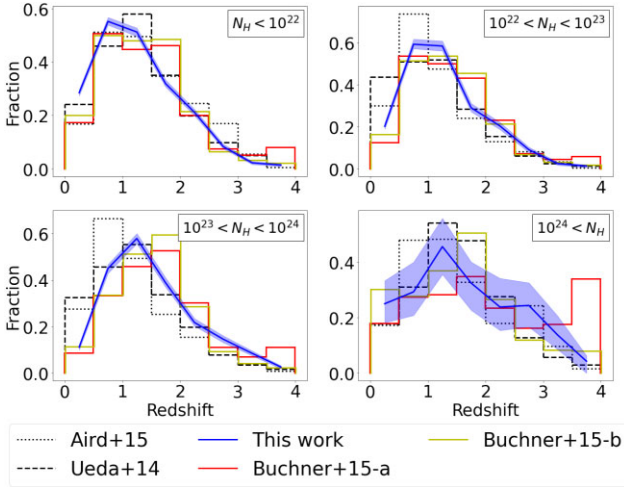 N_H < 10^22
10^22 < N_H < 10^23
0.6
0.4
0.2
0.0
Fraction
0 1 2 3 4
0.6
0.4
0.2
0.0
0 1 2 3 4
10^23 < N_H < 10^24
10^24 < N_H
0.6
0.4
0.2
0.0
Fraction
0 1 2 3 4
Redshift
0.4
0.2
0.0
0 1 2 3 4
Redshift
Aird+15 This work Buchner+15-b
Ueda+14 Buchner+15-a